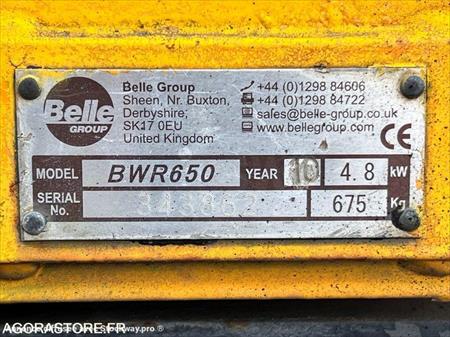 Belle
GROUP
Belle Group
Sheen, Nr. Buxton,
Derbyshire,
SK17 0EU
United Kingdom
+44 (0)1298 84606
+44 (0)1298 84722
sales@belle-group.co.uk
www.bellegroup.com
CE
MODEL BWR650 YEAR 10 4.8 kW
SERIAL No. 675 Kg
AGORASTORE.FR